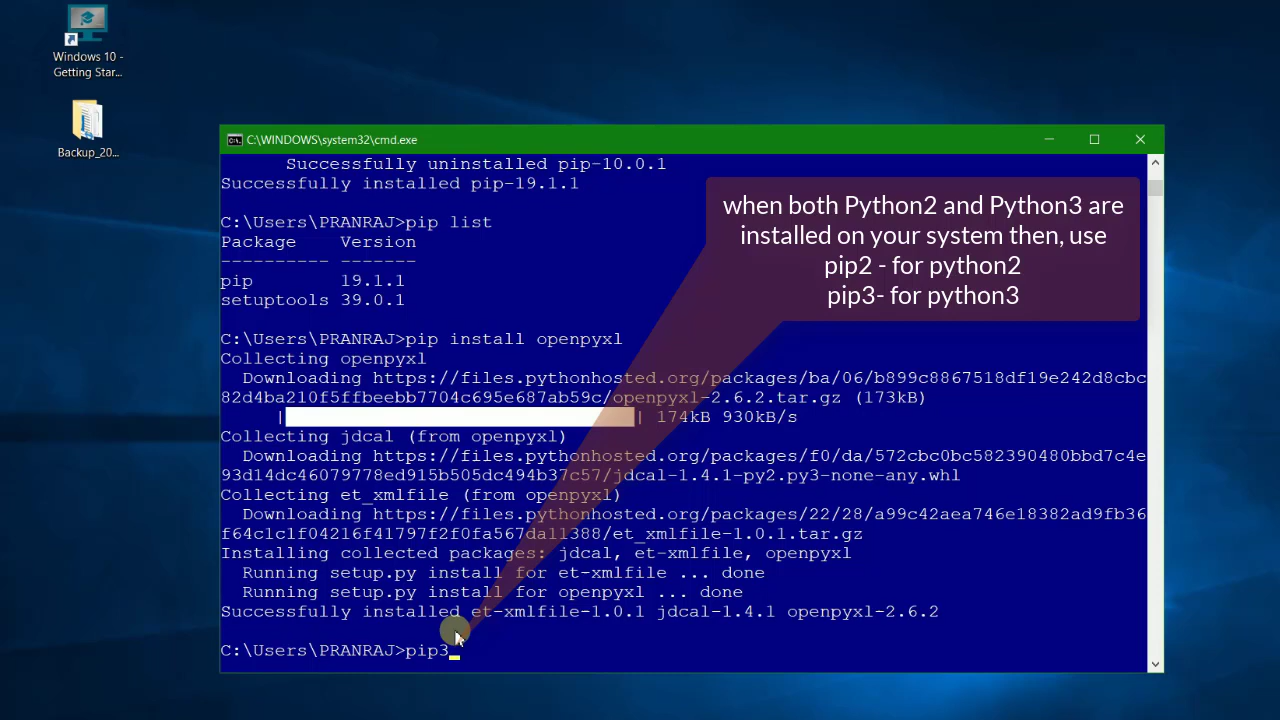 Windows 10 -
Getting Star...
Backup_20...
C:\WINDOWS\system32\cmd.exe
Successfully uninstalled pip-10.0.1
Successfully installed pip-19.1.1
when both Python2 and Python3 are
installed on your system then, use
pip2 - for python2
pip3- for python3
C:\Users\PRANRAJ>pip list
Package    Version
---------- -------
pip        19.1.1
setuptools 39.0.1
C:\Users\PRANRAJ>pip install openpyxl
Collecting openpyxl
Downloading https://files.pythonhosted.org/packages/ba/06/b899c8867518df19e242d8cbc
82d4ba210f5ffbeebb7704c695e687ab59c/openpyxl-2.6.2.tar.gz (173kB)
| | 174kB 930kB/s
Collecting jdcal (from openpyxl)
Downloading https://files.pythonhosted.org/packages/f0/da/572cbc0bc582390480bbd7c4e
93d14dc46079778ed915b505dc494b37c57/jdcal-1.4.1-py2.py3-none-any.whl
Collecting et_xmlfile (from openpyxl)
Downloading https://files.pythonhosted.org/packages/22/28/a99c42aea746e18382ad9fb36
f64c1c1f04216f41797f2f0fa567da11388/et_xmlfile-1.0.1.tar.gz
Installing collected packages: jdcal, et-xmlfile, openpyxl
Running setup.py install for et-xmlfile ... done
Running setup.py install for openpyxl ... done
Successfully installed et-xmlfile-1.0.1 jdcal-1.4.1 openpyxl-2.6.2
C:\Users\PRANRAJ>pip3_